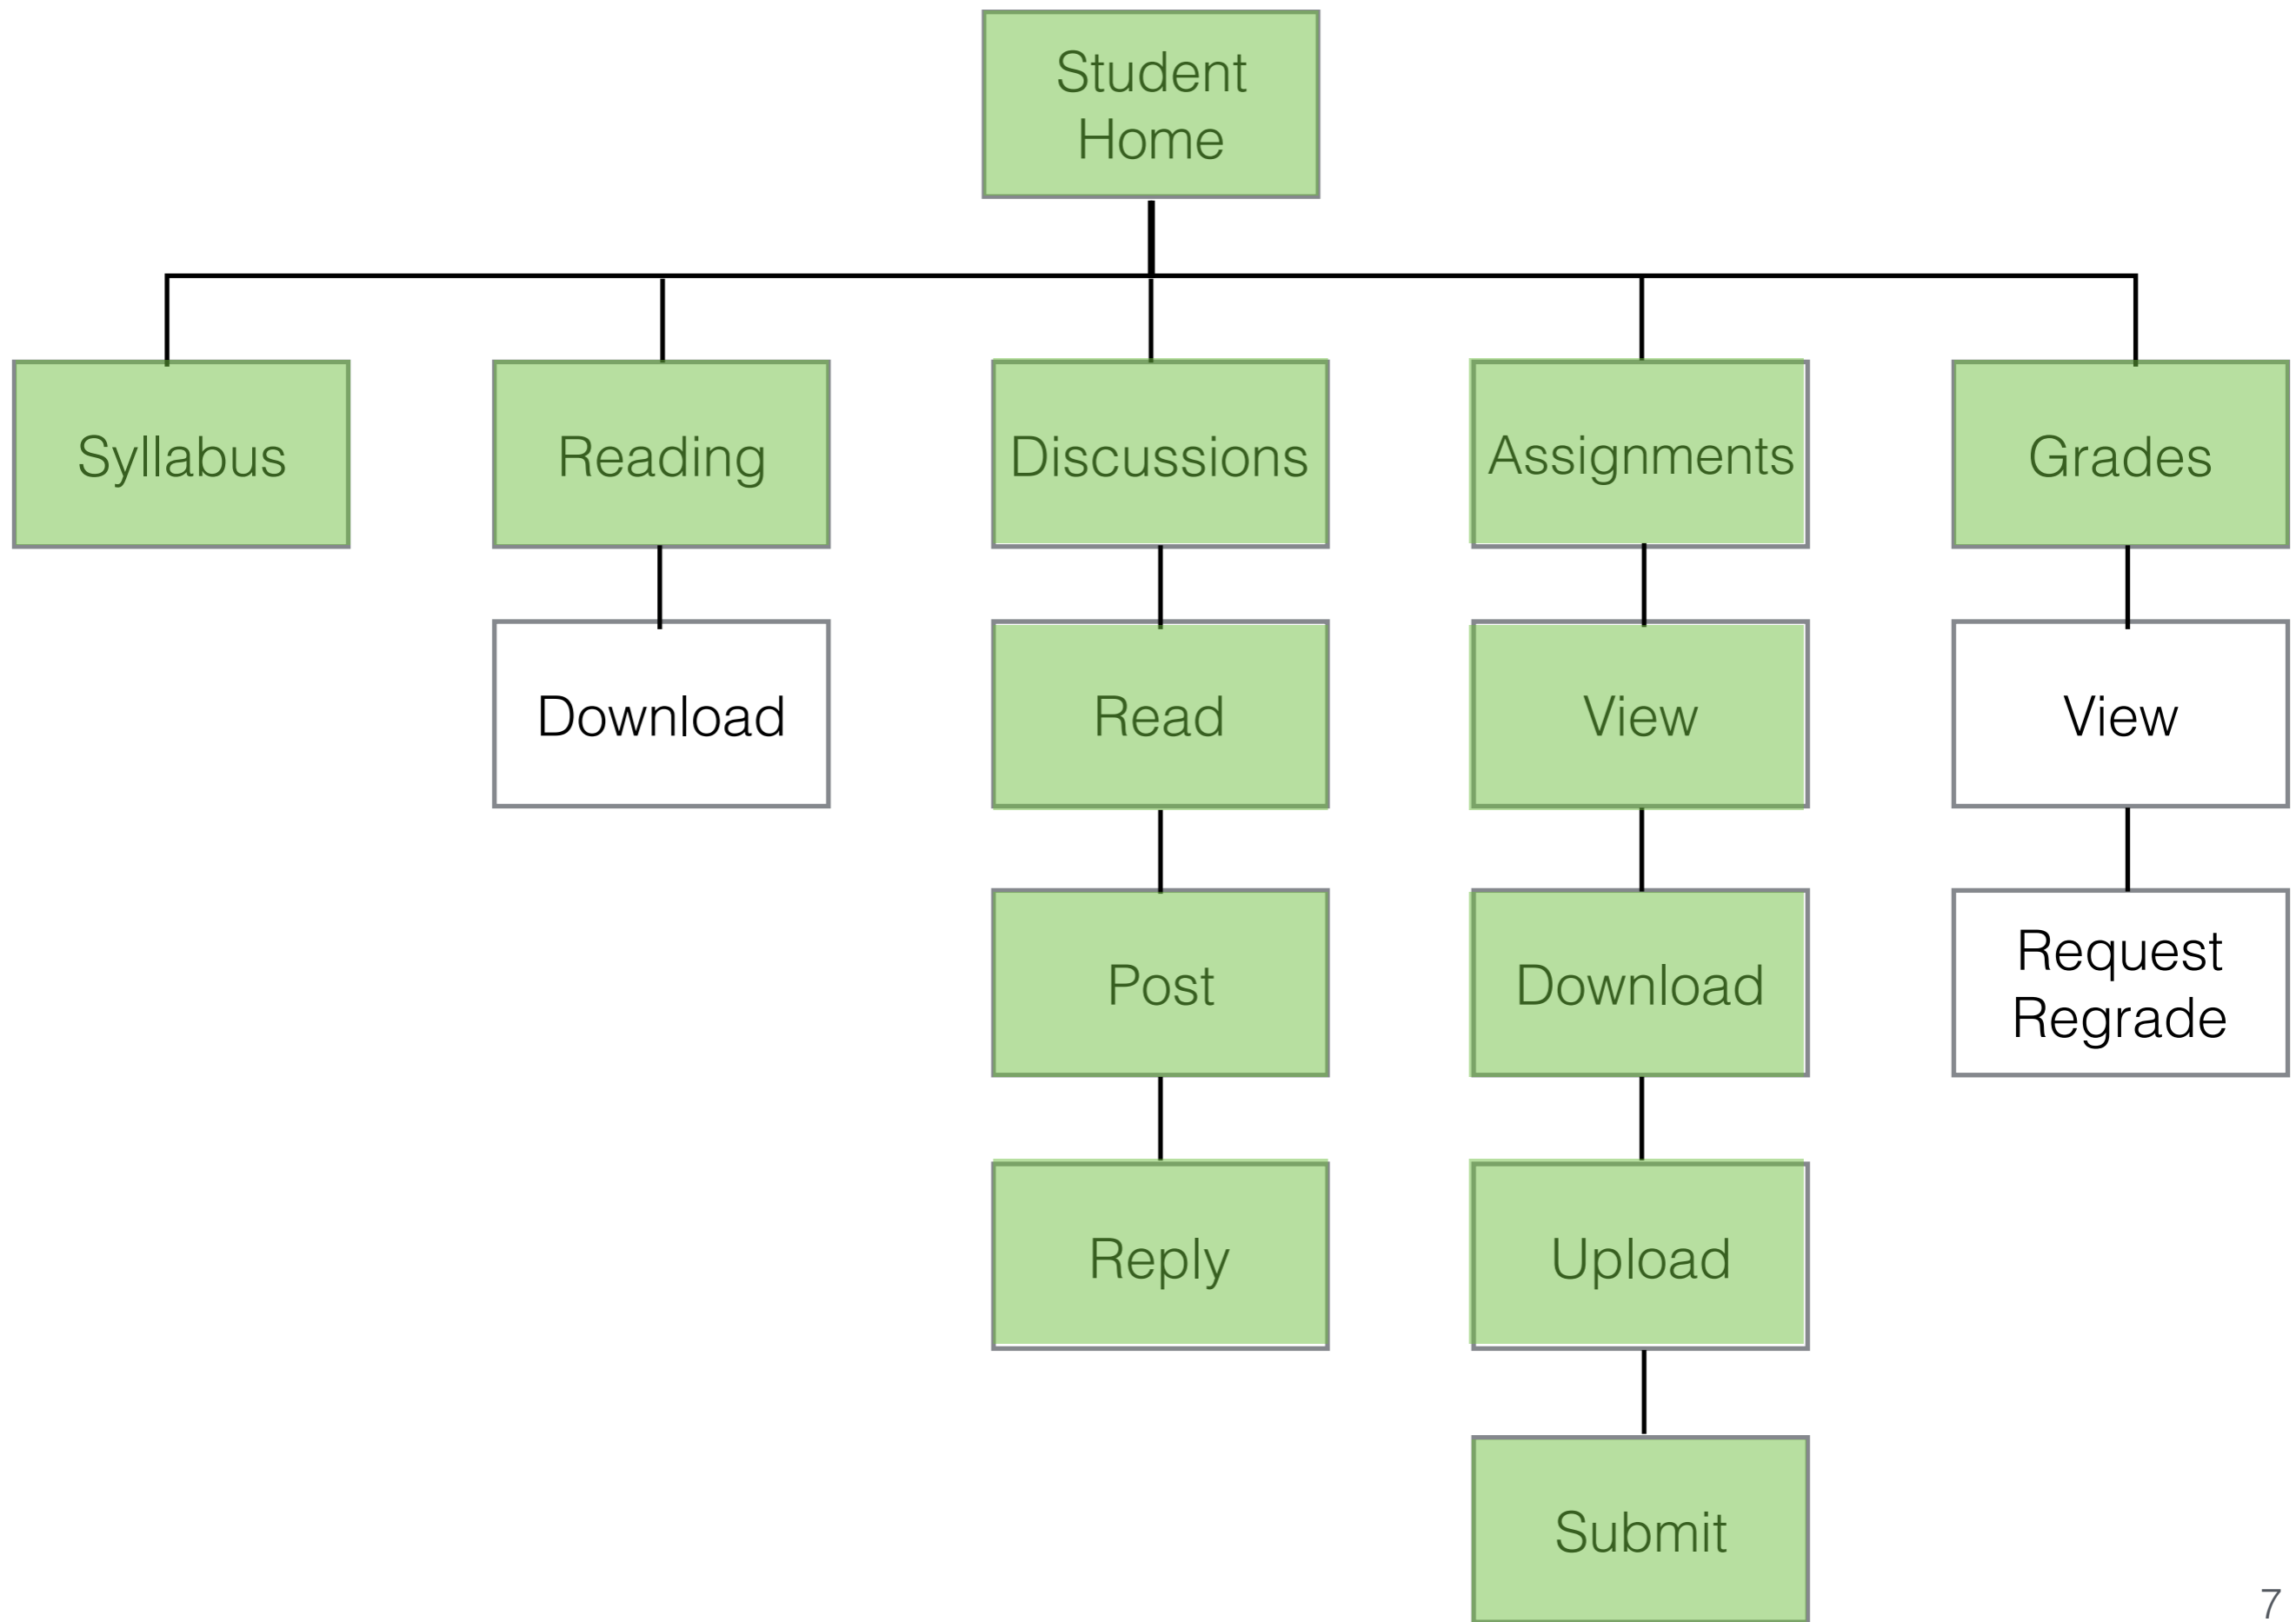 Student
Home
Syllabus
Reading
Discussions
Assignments
Grades
Download
Read
View
View
Post
Download
Request
Regrade
Reply
Upload
Submit
7